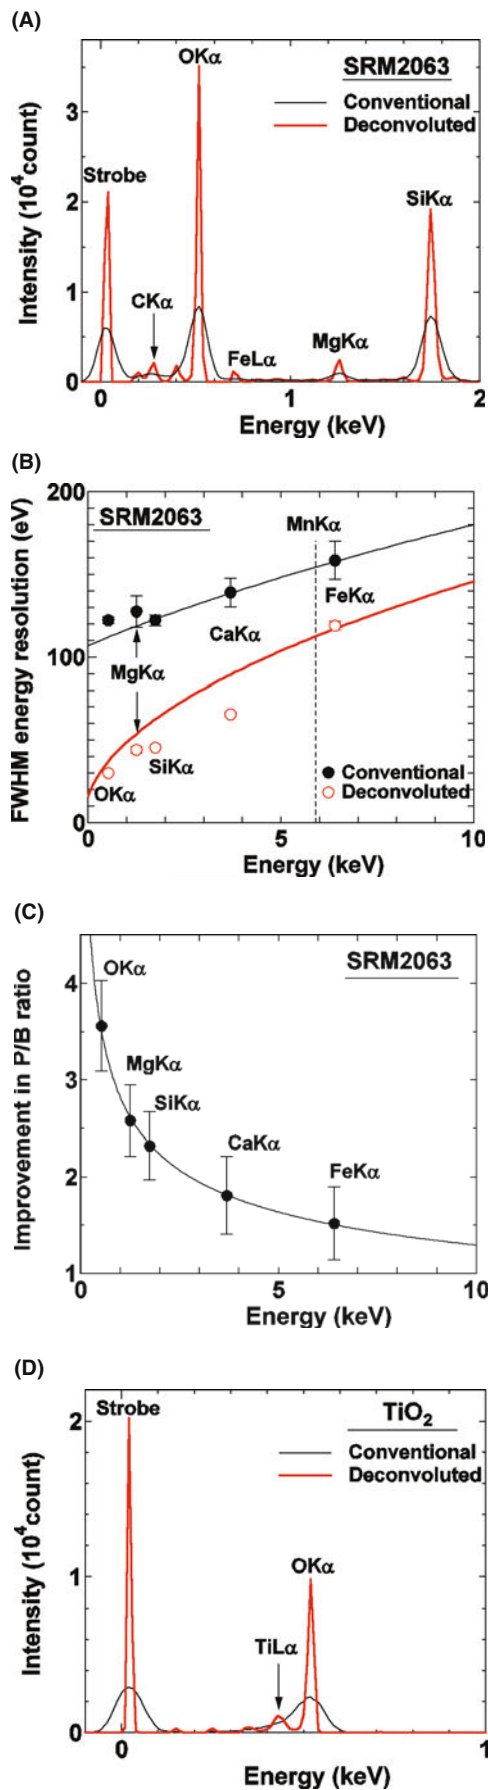 (A)
OKα
SRM2063
Conventional
Deconvoluted
Strobe
SiKα
CKα
FeLα
MgKα
3
2
1
0
0
1
2
Intensity (10⁴count)
Energy (keV)
(B)
200
SRM2063
MnKα
FeKα
CaKα
100
MgKα
SiKα
OKα
Conventional
Deconvoluted
0
0
5
10
FWHM energy resolution (eV)
Energy (keV)
(C)
SRM2063
4
OKα
MgKα
3
SiKα
CaKα
FeKα
2
1
0
5
10
Improvement in P/B ratio
Energy (keV)
(D)
Strobe
TiO₂
2
Conventional
Deconvoluted
OKα
1
TiLα
0
0
1
Intensity (10⁴count)
Energy (keV)